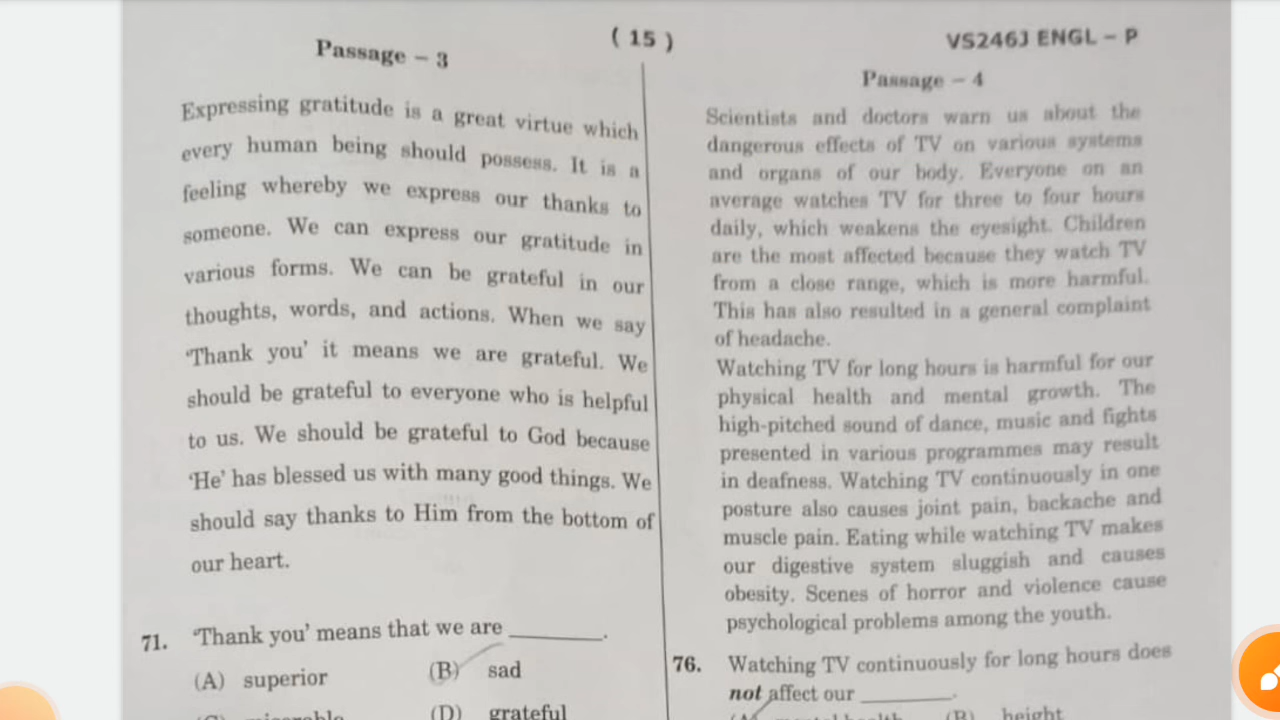 ( 15 )
VS246J ENGL – P
Passage – 3
Expressing gratitude is a great virtue which
every human being should possess. It is a
feeling whereby we express our thanks to
someone. We can express our gratitude in
various forms. We can be grateful in our
thoughts, words, and actions. When we say
'Thank you' it means we are grateful. We
should be grateful to everyone who is helpful
to us. We should be grateful to God because
'He' has blessed us with many good things. We
should say thanks to Him from the bottom of
our heart.
71. 'Thank you' means that we are ________.
(A) superior (B) sad
(C) miserable (D) grateful
Passage – 4
Scientists and doctors warn us about the
dangerous effects of TV on various systems
and organs of our body. Everyone on an
average watches TV for three to four hours
daily, which weakens the eyesight. Children
are the most affected because they watch TV
from a close range, which is more harmful.
This has also resulted in a general complaint
of headache.
Watching TV for long hours is harmful for our
physical health and mental growth. The
high-pitched sound of dance, music and fights
presented in various programmes may result
in deafness. Watching TV continuously in one
posture also causes joint pain, backache and
muscle pain. Eating while watching TV makes
our digestive system sluggish and causes
obesity. Scenes of horror and violence cause
psychological problems among the youth.
76. Watching TV continuously for long hours does
not affect our ________.
(A) mental health (B) height